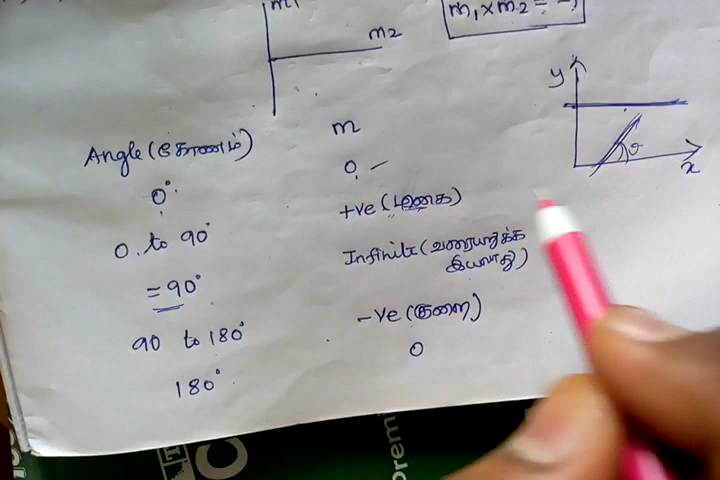 m1
m2
m1 × m2 = -1
y
x
θ
Angle (கோணம்)
m
0°
0 -
0 to 90°
+ve (மிகை)
= 90°
Infinite (வரையறுக்க
இயலாது)
90 to 180°
-ve (குறை)
180°
0